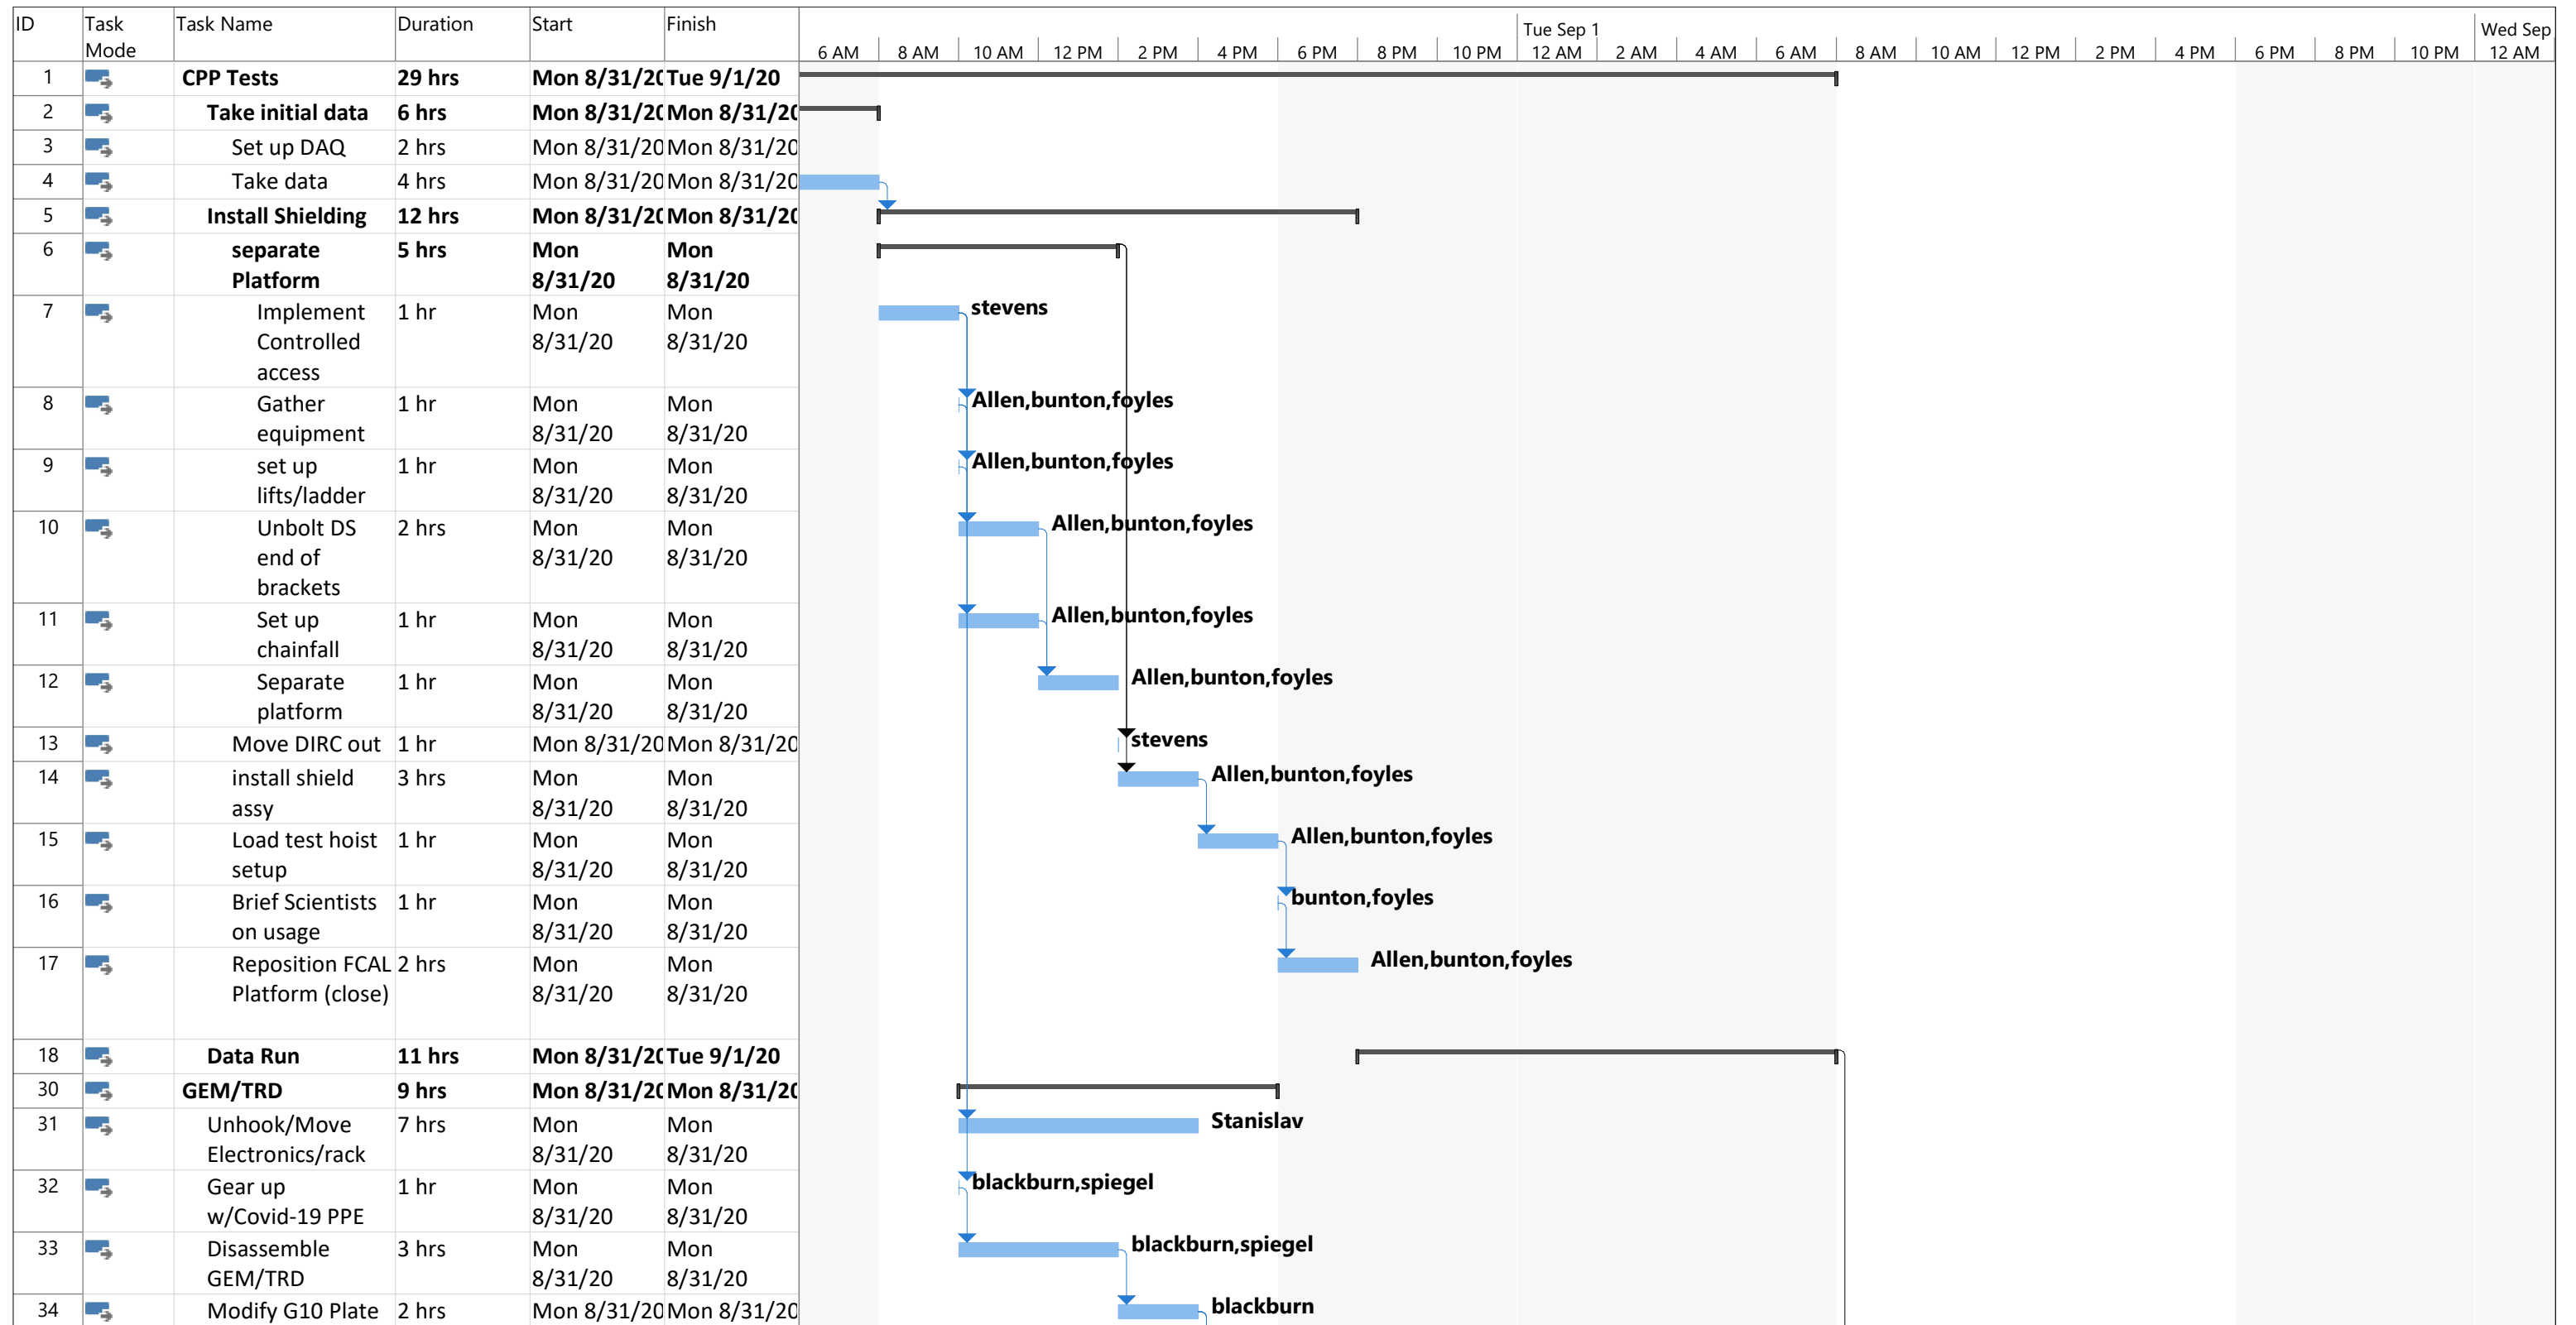 ID Task Mode Task Name Duration Start Finish
Tue Sep 1 Wed Sep
6 AM 8 AM 10 AM 12 PM 2 PM 4 PM 6 PM 8 PM 10 PM 12 AM 2 AM 4 AM 6 AM 8 AM 10 AM 12 PM 2 PM 4 PM 6 PM 8 PM 10 PM 12 AM
1 CPP Tests 29 hrs Mon 8/31/20 Tue 9/1/20
2 Take initial data 6 hrs Mon 8/31/20 Mon 8/31/20
3 Set up DAQ 2 hrs Mon 8/31/20 Mon 8/31/20
4 Take data 4 hrs Mon 8/31/20 Mon 8/31/20
5 Install Shielding 12 hrs Mon 8/31/20 Mon 8/31/20
6 separate 5 hrs Mon Mon
Platform 8/31/20 8/31/20
7 Implement 1 hr Mon Mon stevens
Controlled 8/31/20 8/31/20
access
8 Gather 1 hr Mon Mon Allen,bunton,foyles
equipment 8/31/20 8/31/20
9 set up 1 hr Mon Mon Allen,bunton,foyles
lifts/ladder 8/31/20 8/31/20
10 Unbolt DS 2 hrs Mon Mon Allen,bunton,foyles
end of 8/31/20 8/31/20
brackets
11 Set up 1 hr Mon Mon Allen,bunton,foyles
chainfall 8/31/20 8/31/20
12 Separate 1 hr Mon Mon Allen,bunton,foyles
platform 8/31/20 8/31/20
13 Move DIRC out 1 hr Mon 8/31/20 Mon 8/31/20 stevens
14 install shield 3 hrs Mon Mon Allen,bunton,foyles
assy 8/31/20 8/31/20
15 Load test hoist 1 hr Mon Mon Allen,bunton,foyles
setup 8/31/20 8/31/20
16 Brief Scientists 1 hr Mon Mon bunton,foyles
on usage 8/31/20 8/31/20
17 Reposition FCAL 2 hrs Mon Mon Allen,bunton,foyles
Platform (close) 8/31/20 8/31/20
18 Data Run 11 hrs Mon 8/31/20 Tue 9/1/20
30 GEM/TRD 9 hrs Mon 8/31/20 Mon 8/31/20
31 Unhook/Move 7 hrs Mon Mon Stanislav
Electronics/rack 8/31/20 8/31/20
32 Gear up 1 hr Mon Mon blackburn,spiegel
w/Covid-19 PPE 8/31/20 8/31/20
33 Disassemble 3 hrs Mon Mon blackburn,spiegel
GEM/TRD 8/31/20 8/31/20
34 Modify G10 Plate 2 hrs Mon 8/31/20 Mon 8/31/20 blackburn